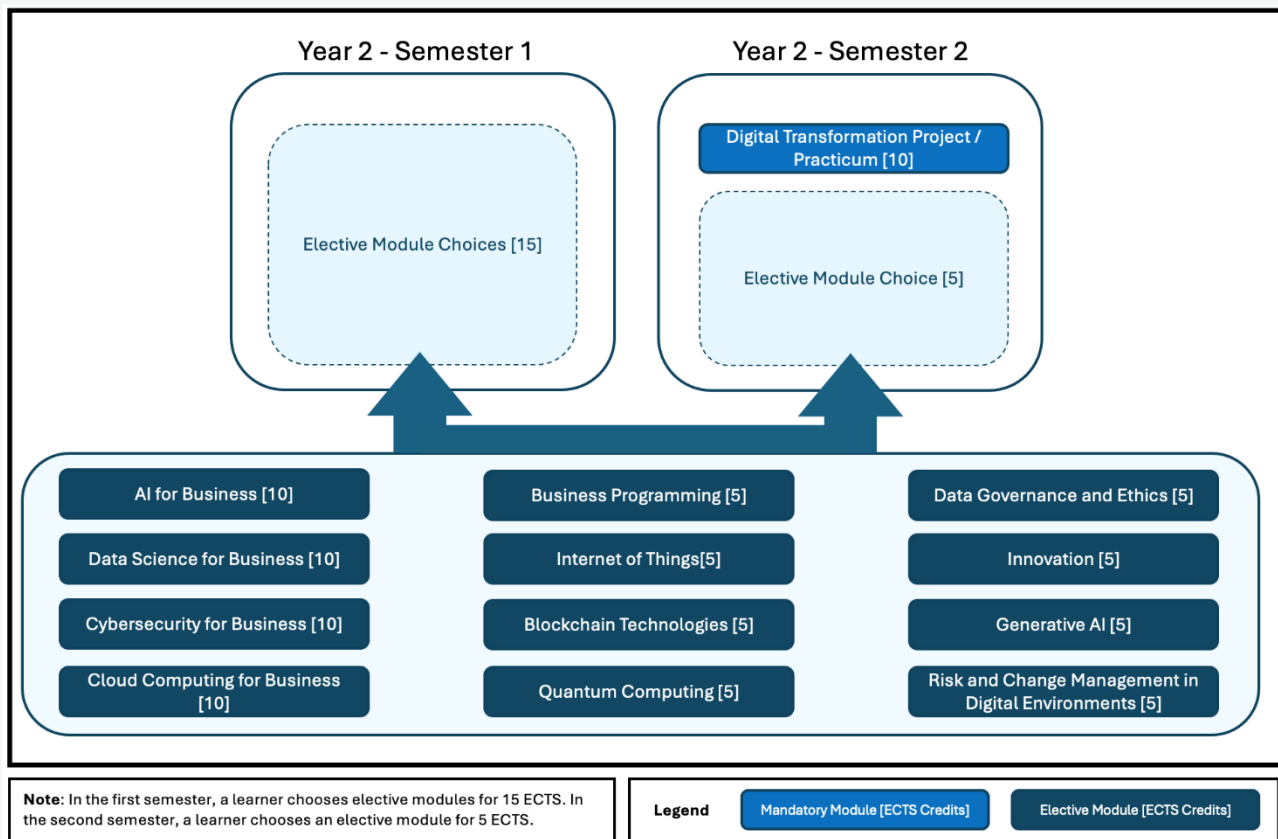 Year 2 - Semester 1
Year 2 - Semester 2
Elective Module Choices [15]
Digital Transformation Project /
Practicum [10]
Elective Module Choice [5]
AI for Business [10]
Data Science for Business [10]
Cybersecurity for Business [10]
Cloud Computing for Business
[10]
Business Programming [5]
Internet of Things[5]
Blockchain Technologies [5]
Quantum Computing [5]
Data Governance and Ethics [5]
Innovation [5]
Generative AI [5]
Risk and Change Management in
Digital Environments [5]
Note: In the first semester, a learner chooses elective modules for 15 ECTS. In
the second semester, a learner chooses an elective module for 5 ECTS.
Legend
Mandatory Module [ECTS Credits]
Elective Module [ECTS Credits]